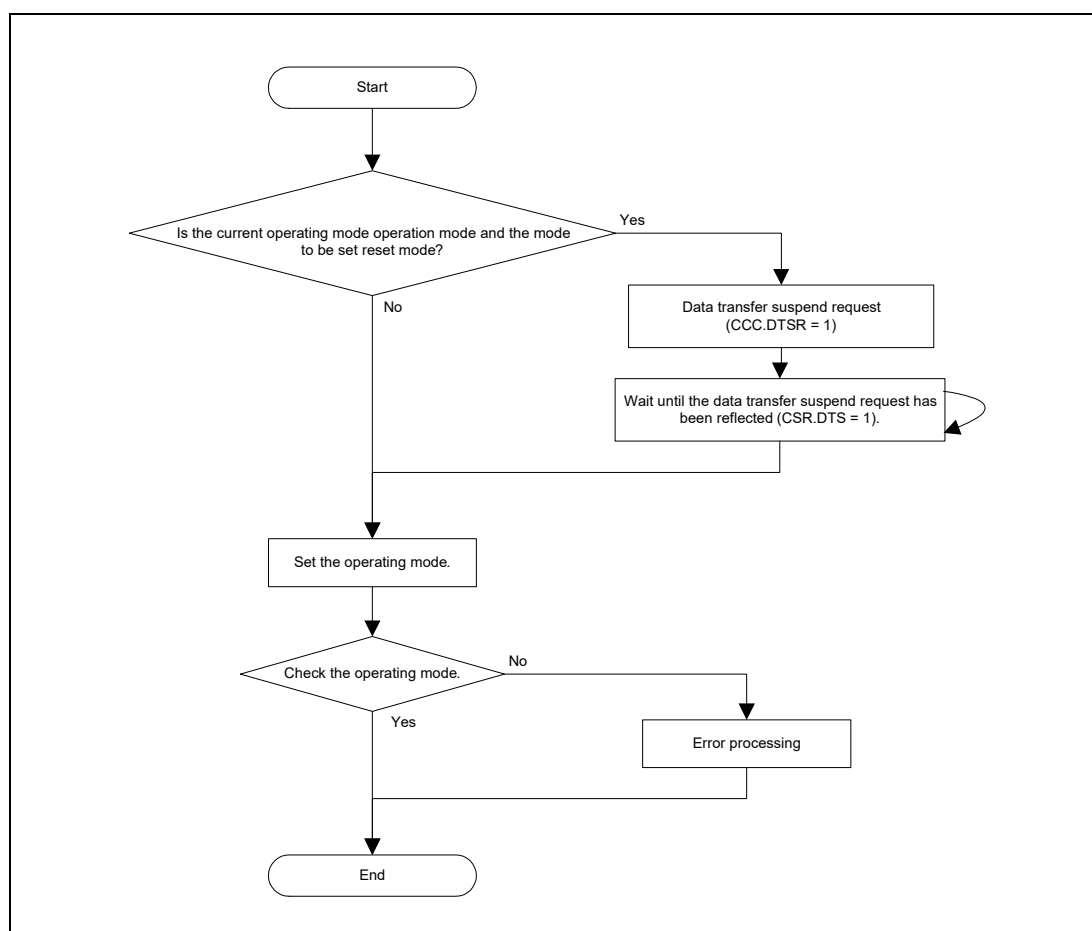 Start
Is the current operating mode operation mode and the mode
to be set reset mode?
Yes
No
Data transfer suspend request
(CCC.DTSR = 1)
Wait until the data transfer suspend request has
been reflected (CSR.DTS = 1).
Set the operating mode.
Check the operating mode.
No
Yes
Error processing
End